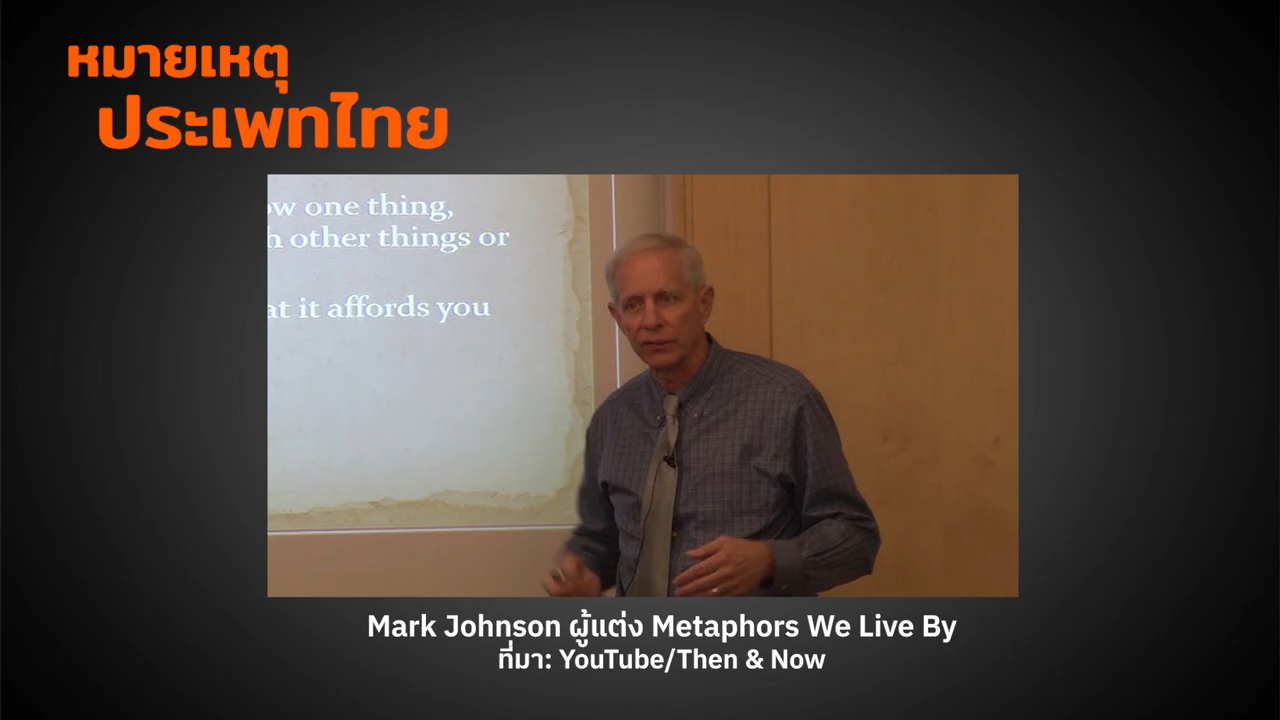 หมายเหตุ
ประเพทไทย
ow one thing,
h other things or
at it affords you
Mark Johnson ผู้แต่ง Metaphors We Live By
ที่มา: YouTube/Then & Now